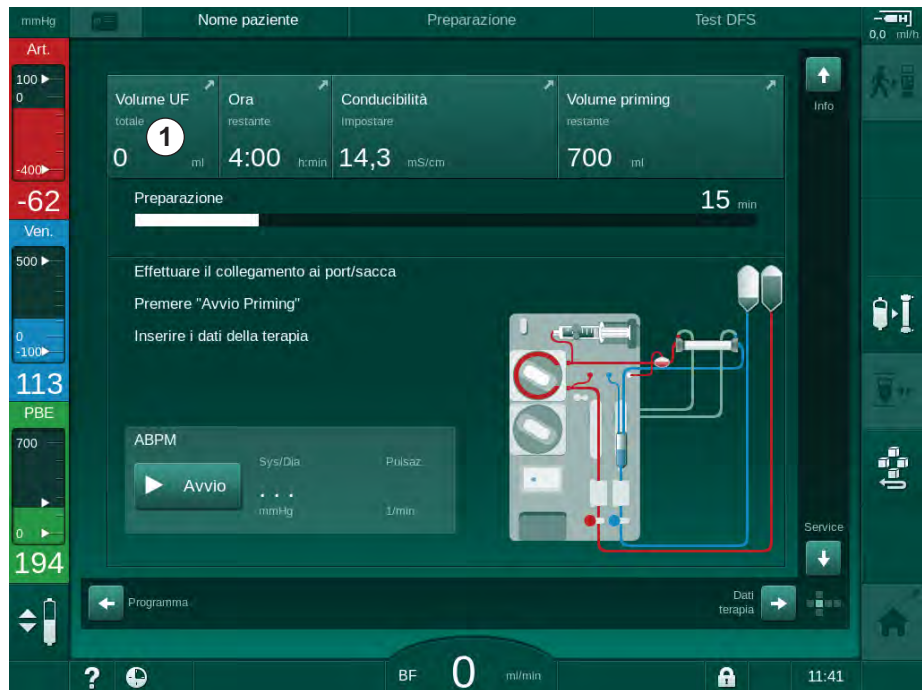 mmHg
Nome paziente
Preparazione
Test DFS
0,0 ml/h
Art.
100
0
-400
-62
Ven.
500
0
-100
113
PBE
700
0
194
Volume UF
totale
0 ml
1
Ora
restante
4:00 h:min
Conducibilità
Impostare
14,3 mS/cm
Volume priming
restante
700 ml
Info
Preparazione
15 min
Effettuare il collegamento ai port/sacca
Premere "Avvio Priming"
Inserire i dati della terapia
ABPM
Avvio
Sys/Dia
. . .
mmHg
Pulsaz.
1/min
Service
Programma
Dati
terapia
?
BF 0 ml/min
11:41